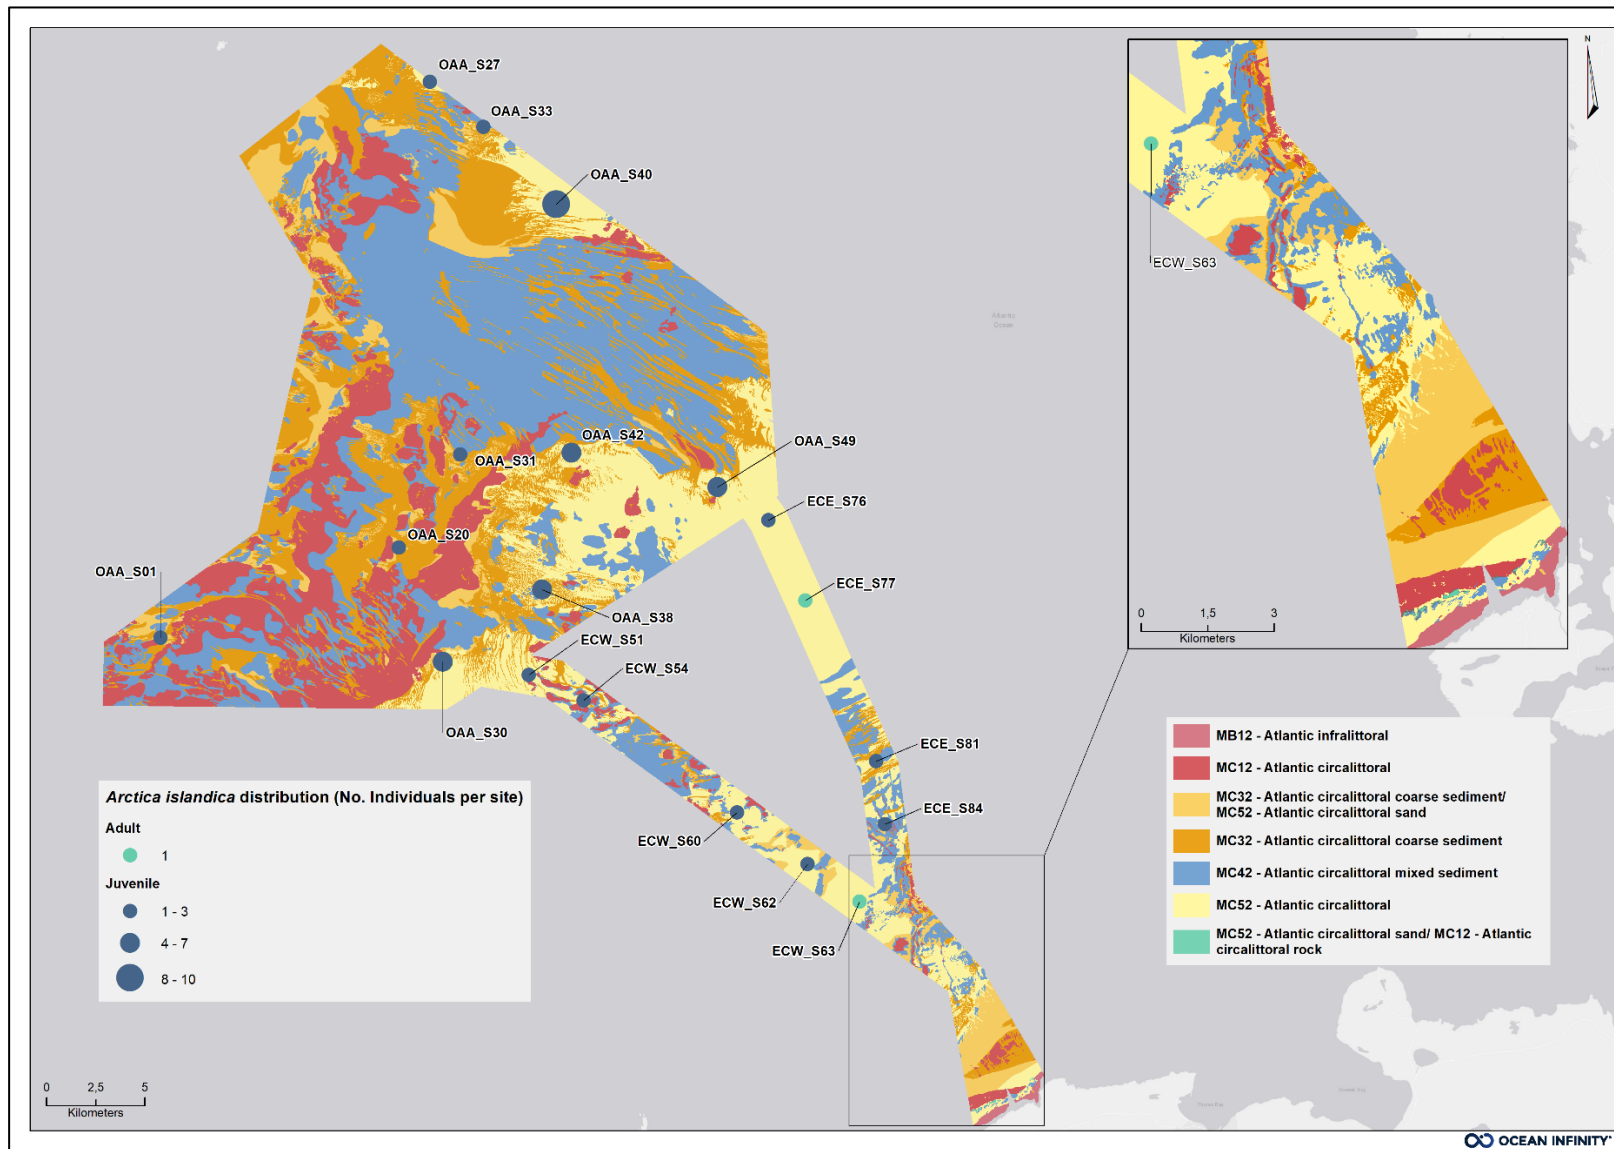 OAA_S27
OAA_S33
OAA_S40
Atlantic
Ocean
OAA_S42
OAA_S31
OAA_S49
ECE_S76
OAA_S20
OAA_S01
ECE_S77
OAA_S38
ECW_S51
ECW_S54
OAA_S30
ECE_S81
ECE_S84
ECW_S60
ECW_S62
ECW_S63
N
ECW_S63
0 1,5 3
Kilometers
Arctica islandica distribution (No. Individuals per site)
Adult
1
Juvenile
1 - 3
4 - 7
8 - 10
MB12 - Atlantic infralittoral
MC12 - Atlantic circalittoral
MC32 - Atlantic circalittoral coarse sediment/
MC52 - Atlantic circalittoral sand
MC32 - Atlantic circalittoral coarse sediment
MC42 - Atlantic circalittoral mixed sediment
MC52 - Atlantic circalittoral
MC52 - Atlantic circalittoral sand/ MC12 - Atlantic
circalittoral rock
0 2,5 5
Kilometers
OCEAN INFINITY